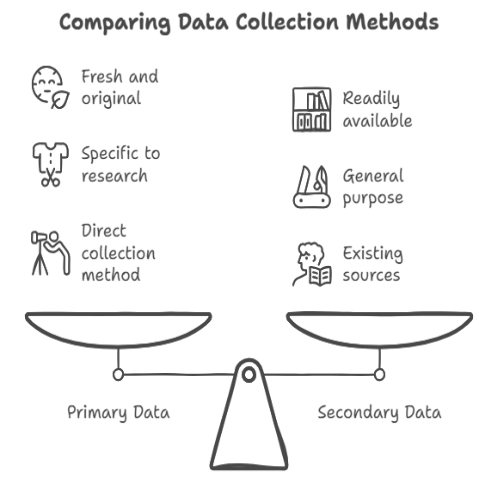 Comparing Data Collection Methods
Fresh and
original
Specific to
research
Direct
collection
method
Readily
available
General
purpose
Existing
sources
Primary Data
Secondary Data